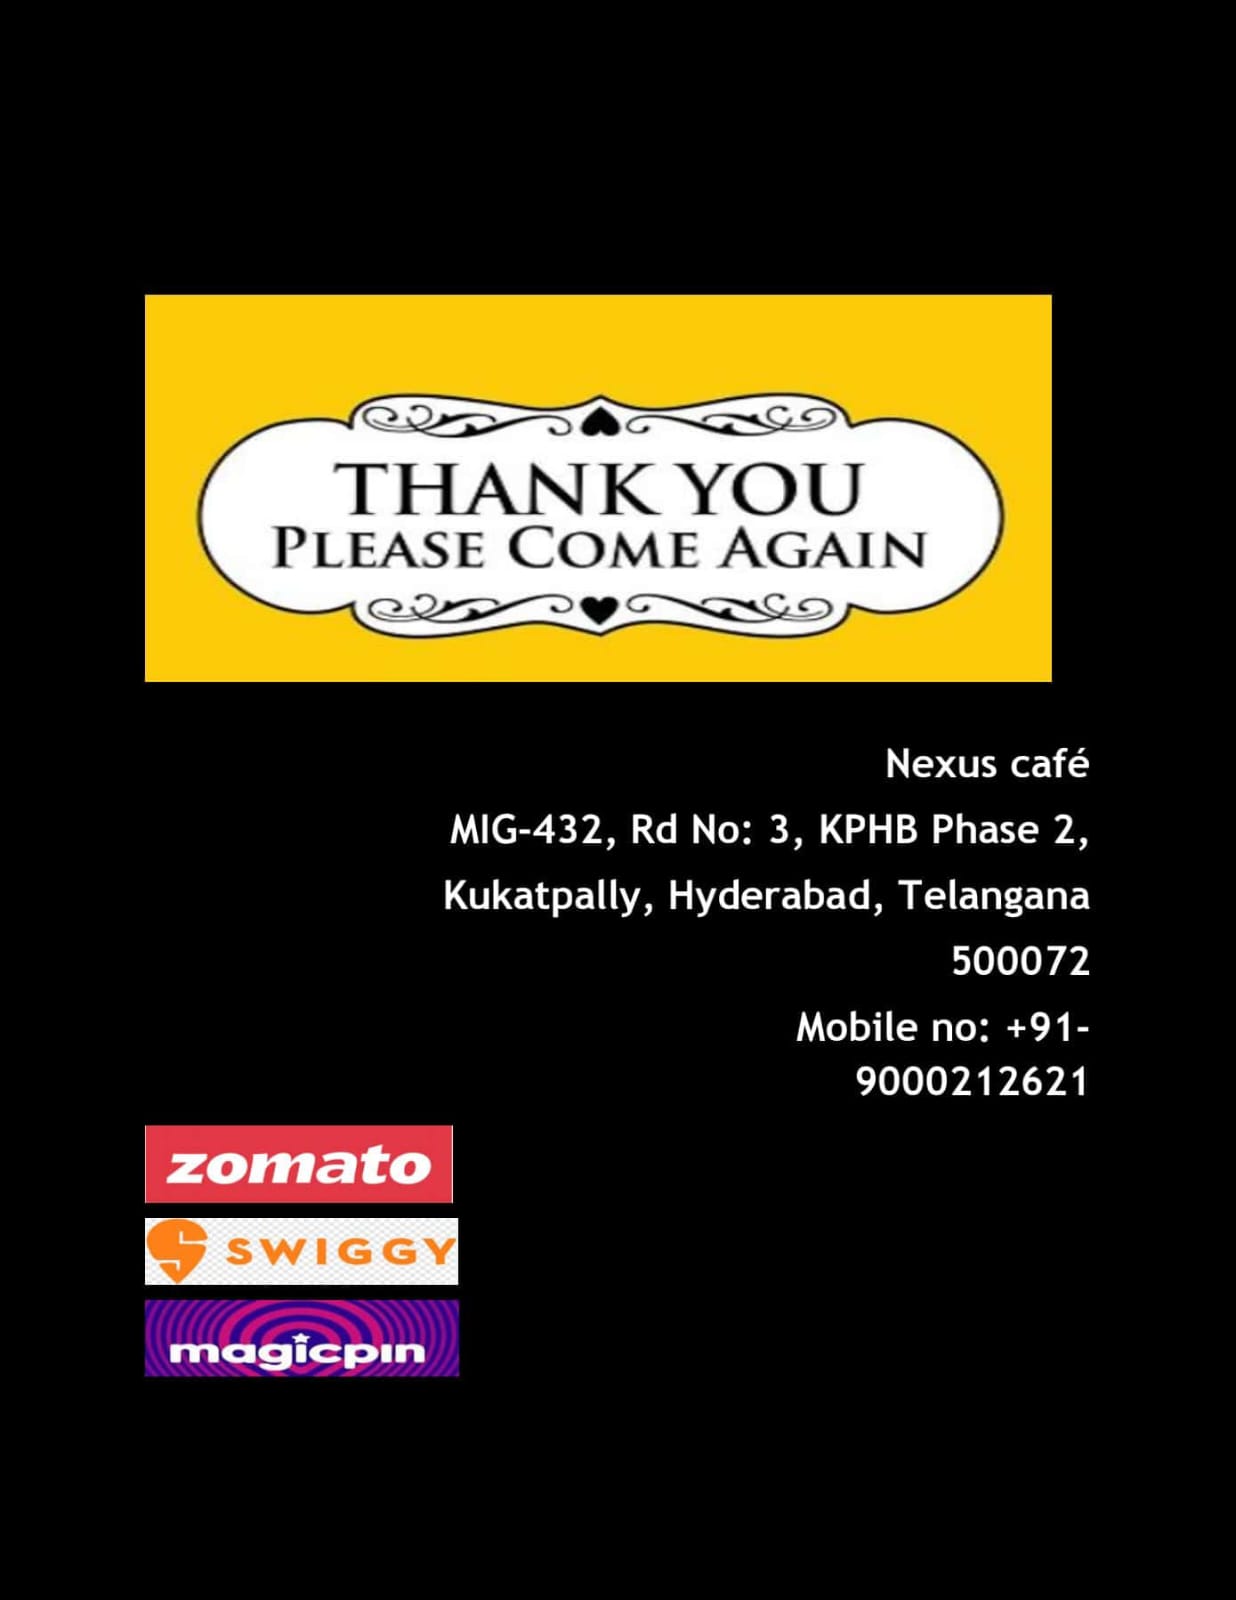 THANK YOU
PLEASE COME AGAIN
Nexus café
MIG-432, Rd No: 3, KPHB Phase 2,
Kukatpally, Hyderabad, Telangana
500072
Mobile no: +91-
9000212621
zomato
SWIGGY
magicpin